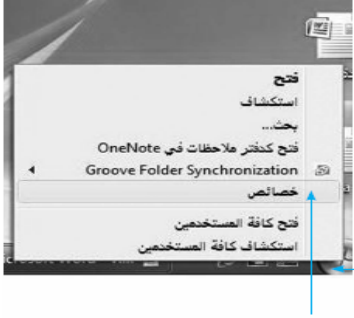 فتح
استكشاف
بحث...
فتح كدفتر ملاحظات في OneNote
Groove Folder Synchronization
خصائص
فتح كافة المستخدمين
استكشاف كافة المستخدمين